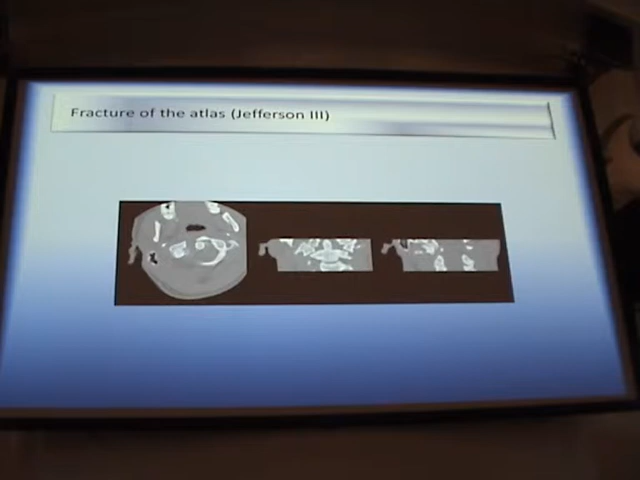 Fracture of the atlas (Jefferson III)